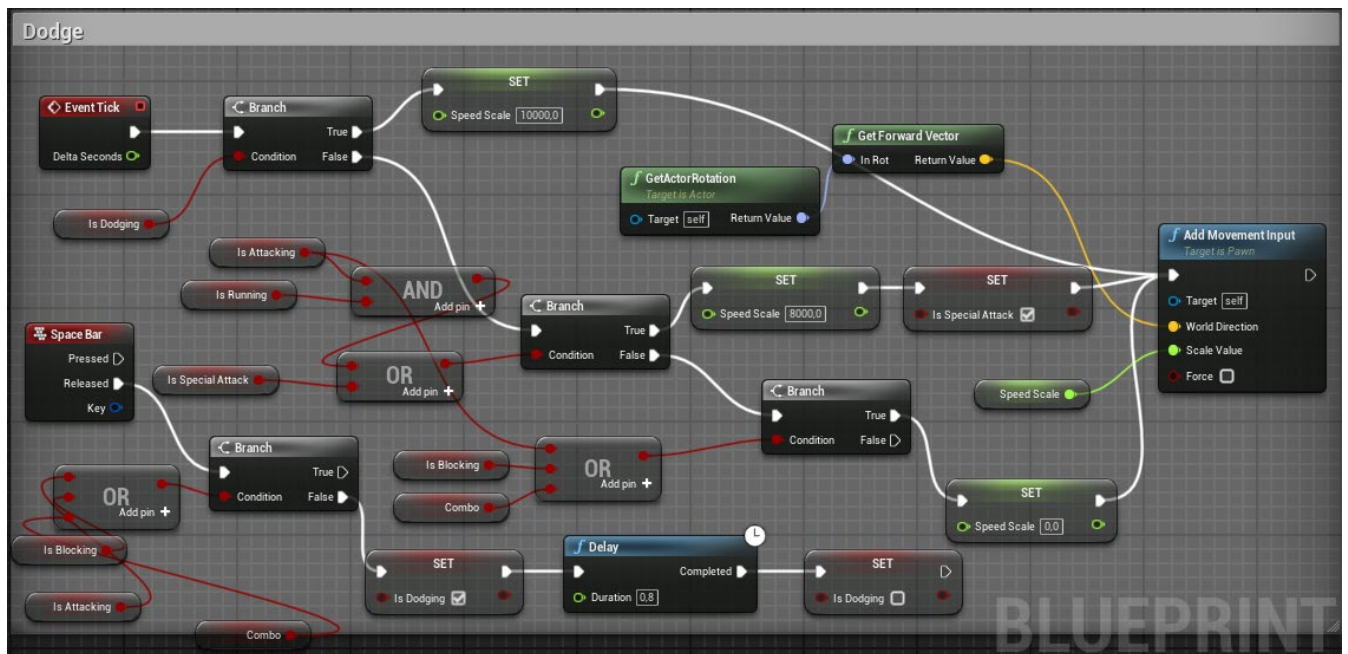 Dodge
Event Tick
Delta Seconds
Branch
True
Condition False
Is Dodging
SET
Speed Scale 10000,0
GetActorRotation
Target is Actor
Target self Return Value
Get Forward Vector
In Rot Return Value
Add Movement Input
Target is Pawn
Target self
World Direction
Scale Value
Force
Is Attacking
Is Running
AND
Add pin +
Is Special Attack
OR
Add pin +
Branch
True
Condition False
SET
Speed Scale 8000,0
SET
Is Special Attack
Speed Scale
Space Bar
Pressed
Released
Key
Branch
True
Condition False
OR
Add pin +
Is Blocking
Is Attacking
Combo
Is Blocking
Combo
OR
Add pin +
Branch
True
Condition False
SET
Speed Scale 0,0
SET
Is Dodging
Delay
Completed
Duration 0,8
SET
Is Dodging
BLUEPRINT